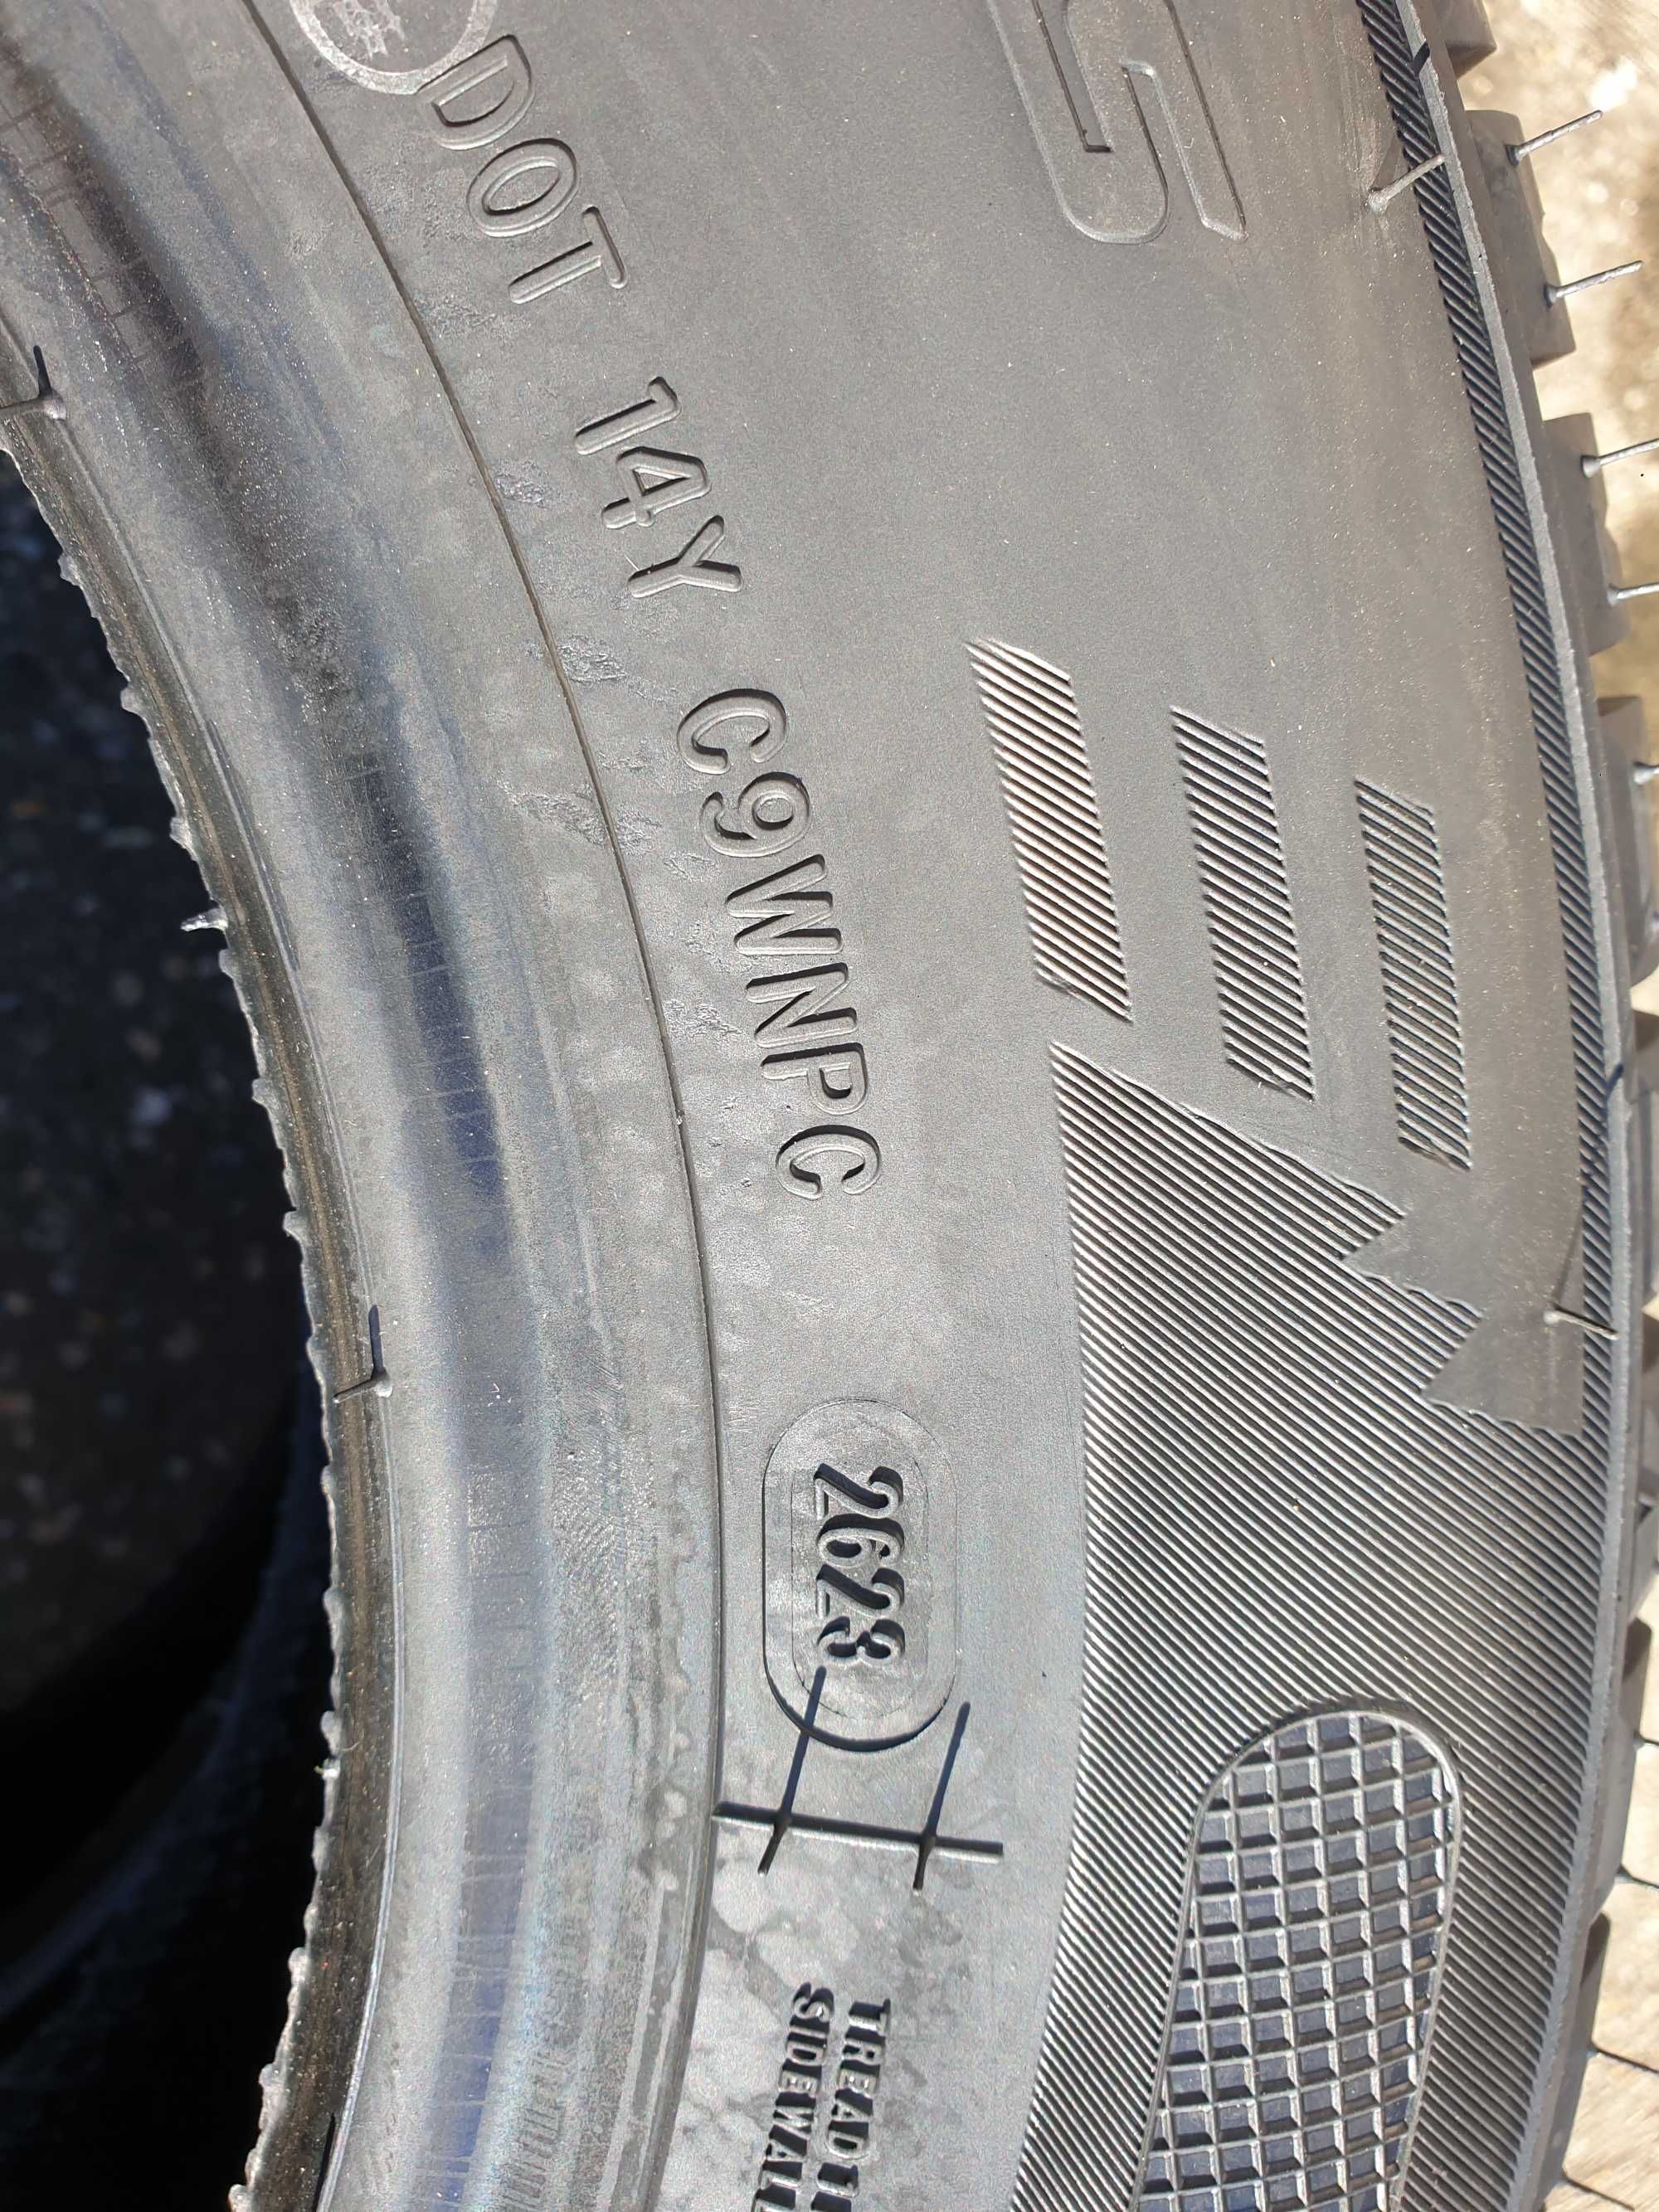 S
DOT 14Y C9WNPC 2623
TREAD
SIDEWALL